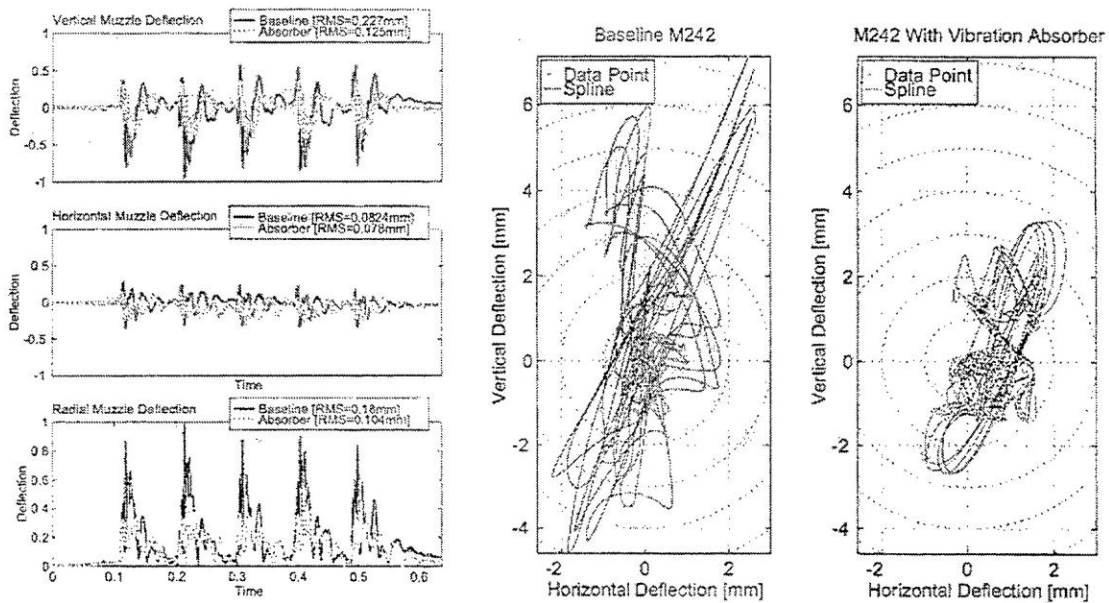 Vertical Muzzle Deflection
Baseline [RMS=0.227mm]
Absorber [RMS=0.125mm]
1
0.5
0
-0.5
-1
Deflection
Horizontal Muzzle Deflection
Baseline [RMS=0.0824mm]
Absorber [RMS=0.078mm]
1
0.5
0
-0.5
-1
Deflection
Time
Radial Muzzle Deflection
Baseline [RMS=0.18mm]
Absorber [RMS=0.104mm]
1
0.8
0.6
0.4
0.2
0
Deflection
0 0.1 0.2 0.3 0.4 0.5 0.6
Time
Baseline M242
Data Point
Spline
6
4
2
0
-2
-4
Vertical Deflection [mm]
-2 0 2
Horizontal Deflection [mm]
M242 With Vibration Absorber
Data Point
Spline
6
4
2
0
-2
-4
Vertical Deflection [mm]
-2 0 2
Horizontal Deflection [mm]